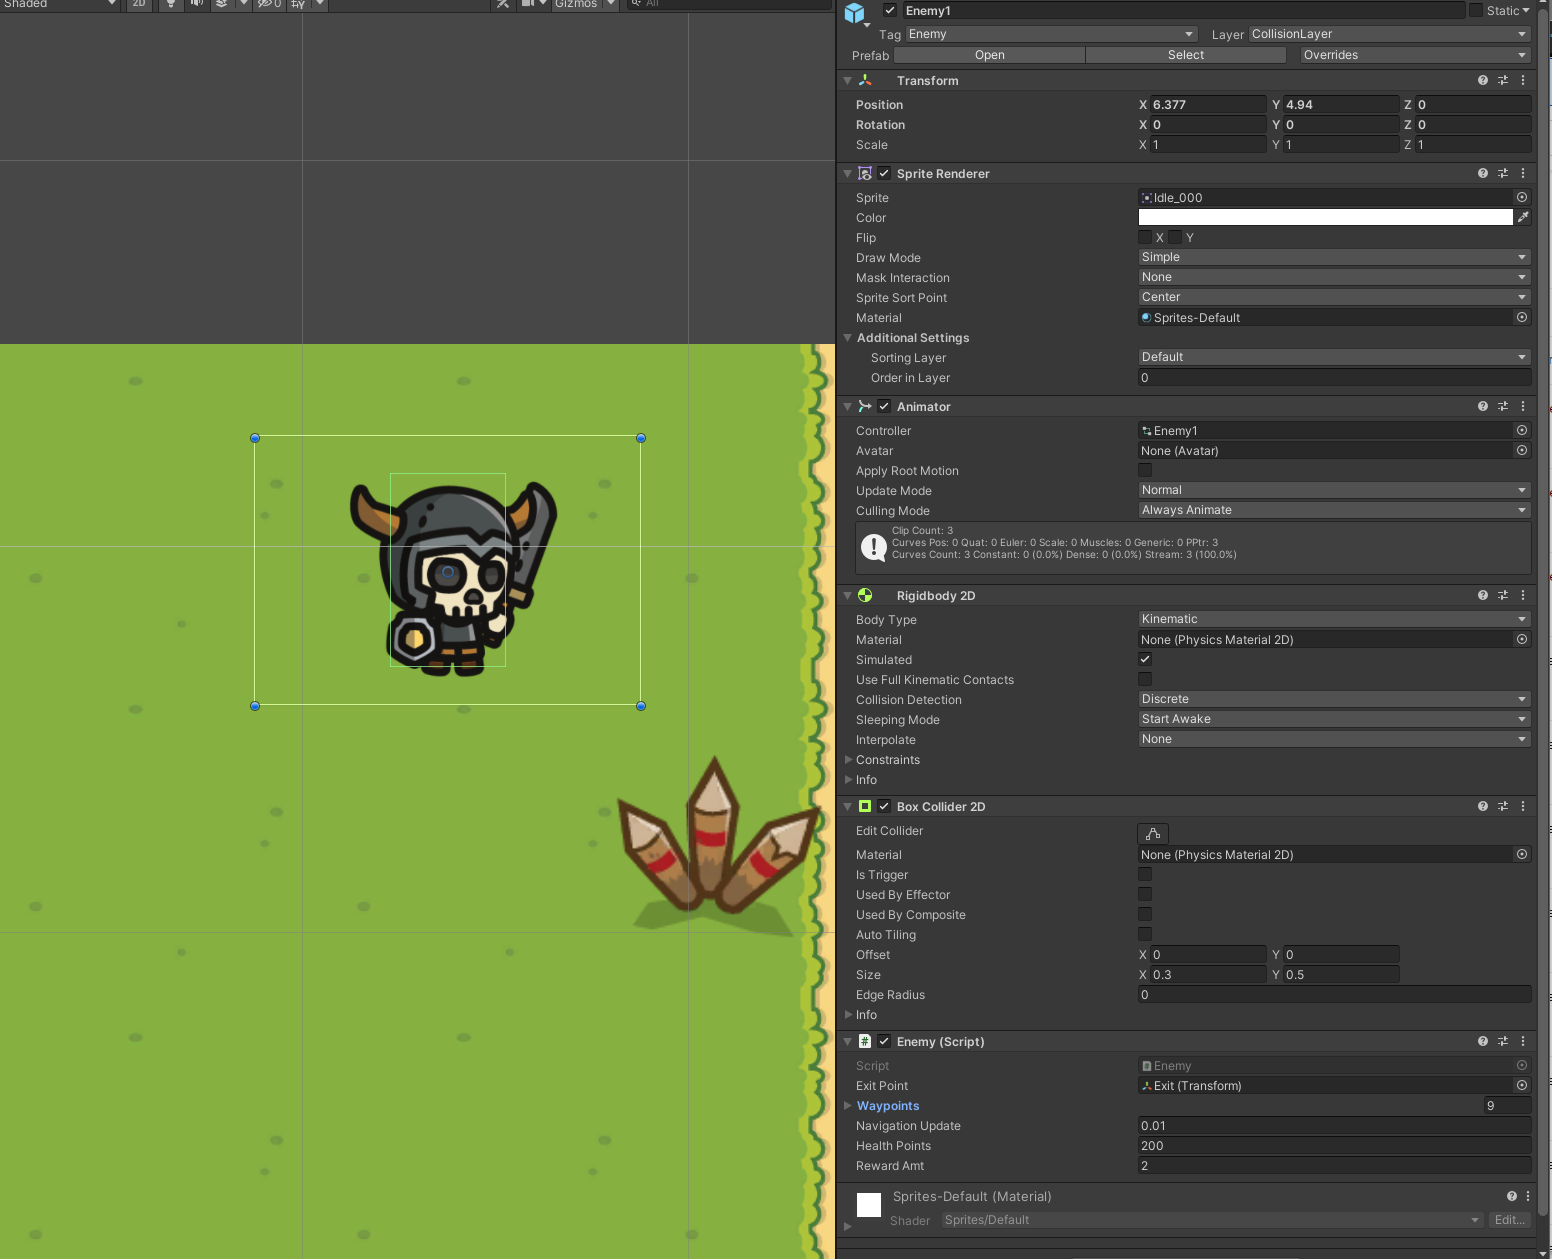 Shaded 2D 0 Gizmos All
Enemy1 Static
Tag Enemy Layer CollisionLayer
Prefab Open Select Overrides
Transform
Position X 6.377 Y 4.94 Z 0
Rotation X 0 Y 0 Z 0
Scale X 1 Y 1 Z 1
Sprite Renderer
Sprite Idle_000
Color
Flip X Y
Draw Mode Simple
Mask Interaction None
Sprite Sort Point Center
Material Sprites-Default
Additional Settings
Sorting Layer Default
Order in Layer 0
Animator
Controller Enemy1
Avatar None (Avatar)
Apply Root Motion
Update Mode Normal
Culling Mode Always Animate
Clip Count: 3
Curves Pos: 0 Quat: 0 Euler: 0 Scale: 0 Muscles: 0 Generic: 0 PPtr: 3
Curves Count: 3 Constant: 0 (0.0%) Dense: 0 (0.0%) Stream: 3 (100.0%)
Rigidbody 2D
Body Type Kinematic
Material None (Physics Material 2D)
Simulated
Use Full Kinematic Contacts
Collision Detection Discrete
Sleeping Mode Start Awake
Interpolate None
Constraints
Info
Box Collider 2D
Edit Collider
Material None (Physics Material 2D)
Is Trigger
Used By Effector
Used By Composite
Auto Tiling
Offset X 0 Y 0
Size X 0.3 Y 0.5
Edge Radius 0
Info
# Enemy (Script)
Script Enemy
Exit Point Exit (Transform)
Waypoints 9
Navigation Update 0.01
Health Points 200
Reward Amt 2
Sprites-Default (Material)
Shader Sprites/Default Edit...